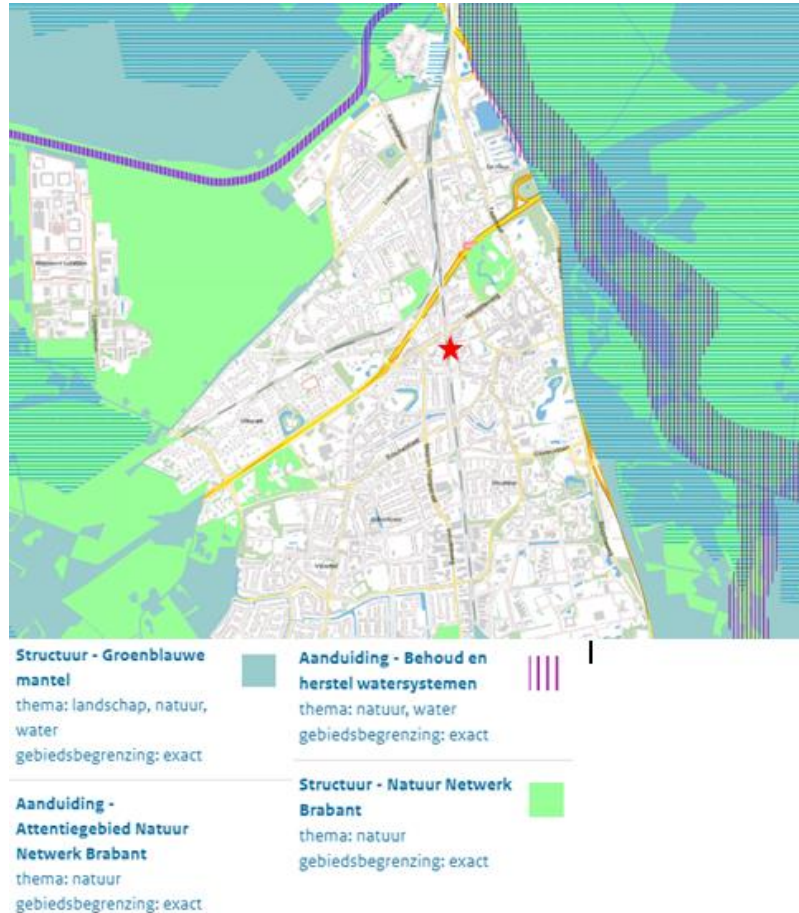 Structuur - Groenblauwe
mantel
thema: landschap, natuur,
water
gebiedsbegrenzing: exact
Aanduiding -
Attentiegebied Natuur
Netwerk Brabant
thema: natuur
gebiedsbegrenzing: exact
Aanduiding - Behoud en
herstel watersystemen
thema: natuur, water
gebiedsbegrenzing: exact
Structuur - Natuur Netwerk
Brabant
thema: natuur
gebiedsbegrenzing: exact